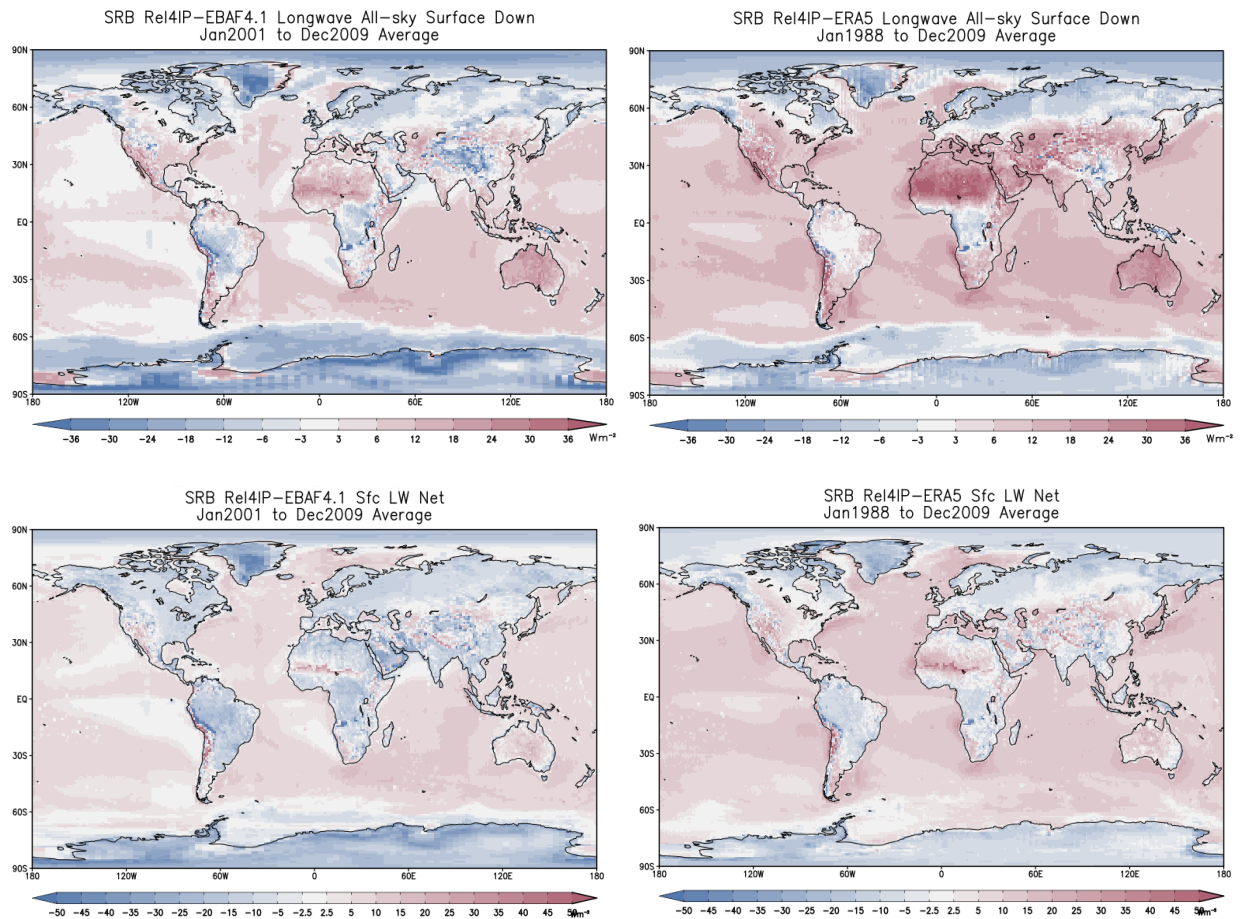 SRB Rel4IP-EBAF4.1 Longwave All-sky Surface Down
Jan2001 to Dec2009 Average
90N
60N
30N
EQ
30S
60S
90S
180 120W 60W 0 60E 120E 180
-36 -30 -24 -18 -12 -6 -3 3 6 12 18 24 30 36 Wm⁻²
SRB Rel4IP-ERA5 Longwave All-sky Surface Down
Jan1988 to Dec2009 Average
90N
60N
30N
EQ
30S
60S
90S
180 120W 60W 0 60E 120E 180
-36 -30 -24 -18 -12 -6 -3 3 6 12 18 24 30 36 Wm⁻²
SRB Rel4IP-EBAF4.1 Sfc LW Net
Jan2001 to Dec2009 Average
90N
60N
30N
EQ
30S
60S
90S
180 120W 60W 0 60E 120E 180
-50 -45 -40 -35 -30 -25 -20 -15 -10 -5 -2.5 2.5 5 10 15 20 25 30 35 40 45 50 Wm⁻²
SRB Rel4IP-ERA5 Sfc LW Net
Jan1988 to Dec2009 Average
90N
60N
30N
EQ
30S
60S
90S
180 120W 60W 0 60E 120E 180
-50 -45 -40 -35 -30 -25 -20 -15 -10 -5 -2.5 2.5 5 10 15 20 25 30 35 40 45 50 Wm⁻²